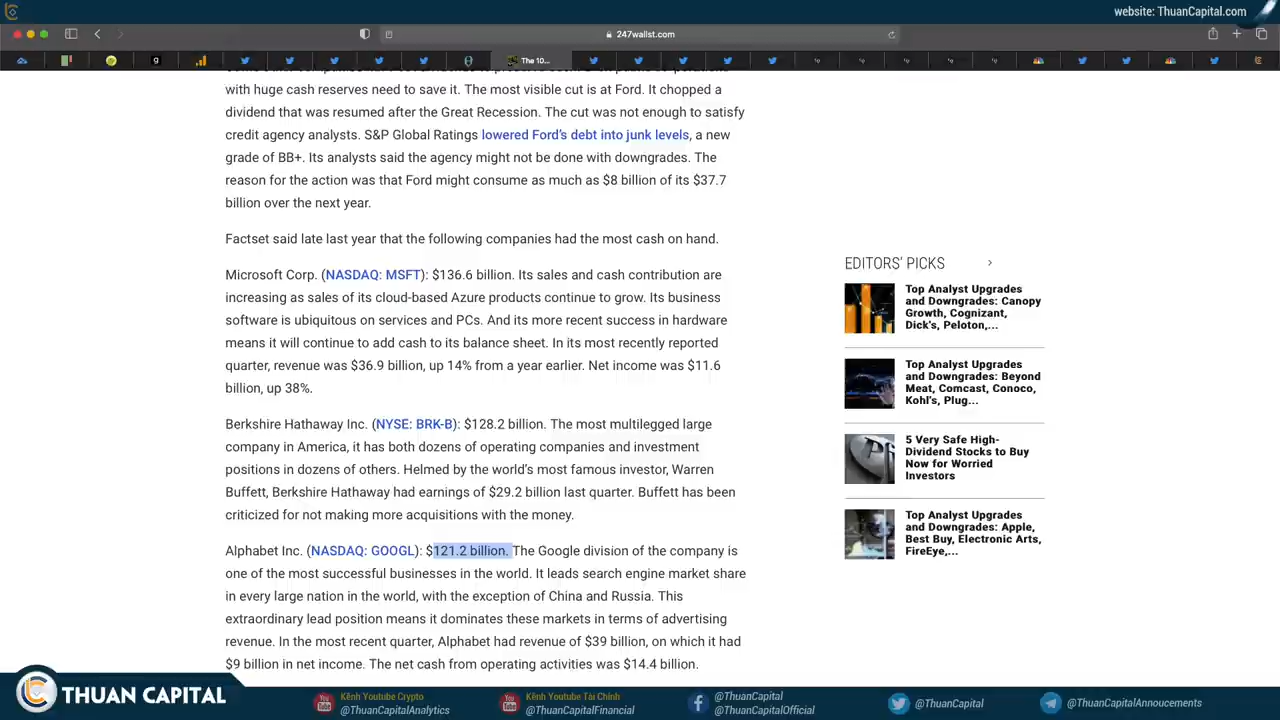 website: ThuanCapital.com
247wallst.com
The 10...
with huge cash reserves need to save it. The most visible cut is at Ford. It chopped a
dividend that was resumed after the Great Recession. The cut was not enough to satisfy
credit agency analysts. S&P Global Ratings lowered Ford's debt into junk levels, a new
grade of BB+. Its analysts said the agency might not be done with downgrades. The
reason for the action was that Ford might consume as much as $8 billion of its $37.7
billion over the next year.
Factset said late last year that the following companies had the most cash on hand.
Microsoft Corp. (NASDAQ: MSFT): $136.6 billion. Its sales and cash contribution are
increasing as sales of its cloud-based Azure products continue to grow. Its business
software is ubiquitous on services and PCs. And its more recent success in hardware
means it will continue to add cash to its balance sheet. In its most recently reported
quarter, revenue was $36.9 billion, up 14% from a year earlier. Net income was $11.6
billion, up 38%.
Berkshire Hathaway Inc. (NYSE: BRK-B): $128.2 billion. The most multilegged large
company in America, it has both dozens of operating companies and investment
positions in dozens of others. Helmed by the world's most famous investor, Warren
Buffett, Berkshire Hathaway had earnings of $29.2 billion last quarter. Buffett has been
criticized for not making more acquisitions with the money.
Alphabet Inc. (NASDAQ: GOOGL): $121.2 billion. The Google division of the company is
one of the most successful businesses in the world. It leads search engine market share
in every large nation in the world, with the exception of China and Russia. This
extraordinary lead position means it dominates these markets in terms of advertising
revenue. In the most recent quarter, Alphabet had revenue of $39 billion, on which it had
$9 billion in net income. The net cash from operating activities was $14.4 billion.
EDITORS' PICKS
Top Analyst Upgrades
and Downgrades: Canopy
Growth, Cognizant,
Dick's, Peloton,...
Top Analyst Upgrades
and Downgrades: Beyond
Meat, Comcast, Conoco,
Kohl's, Plug...
5 Very Safe High-
Dividend Stocks to Buy
Now for Worried
Investors
Top Analyst Upgrades
and Downgrades: Apple,
Best Buy, Electronic Arts,
FireEye,...
THUAN CAPITAL
Kênh Youtube Crypto
@ThuanCapitalAnalytics
Kênh Youtube Tài Chính
@ThuanCapitalFinancial
@ThuanCapital
@ThuanCapitalOfficial
@ThuanCapital
@ThuanCapitalAnnoucements